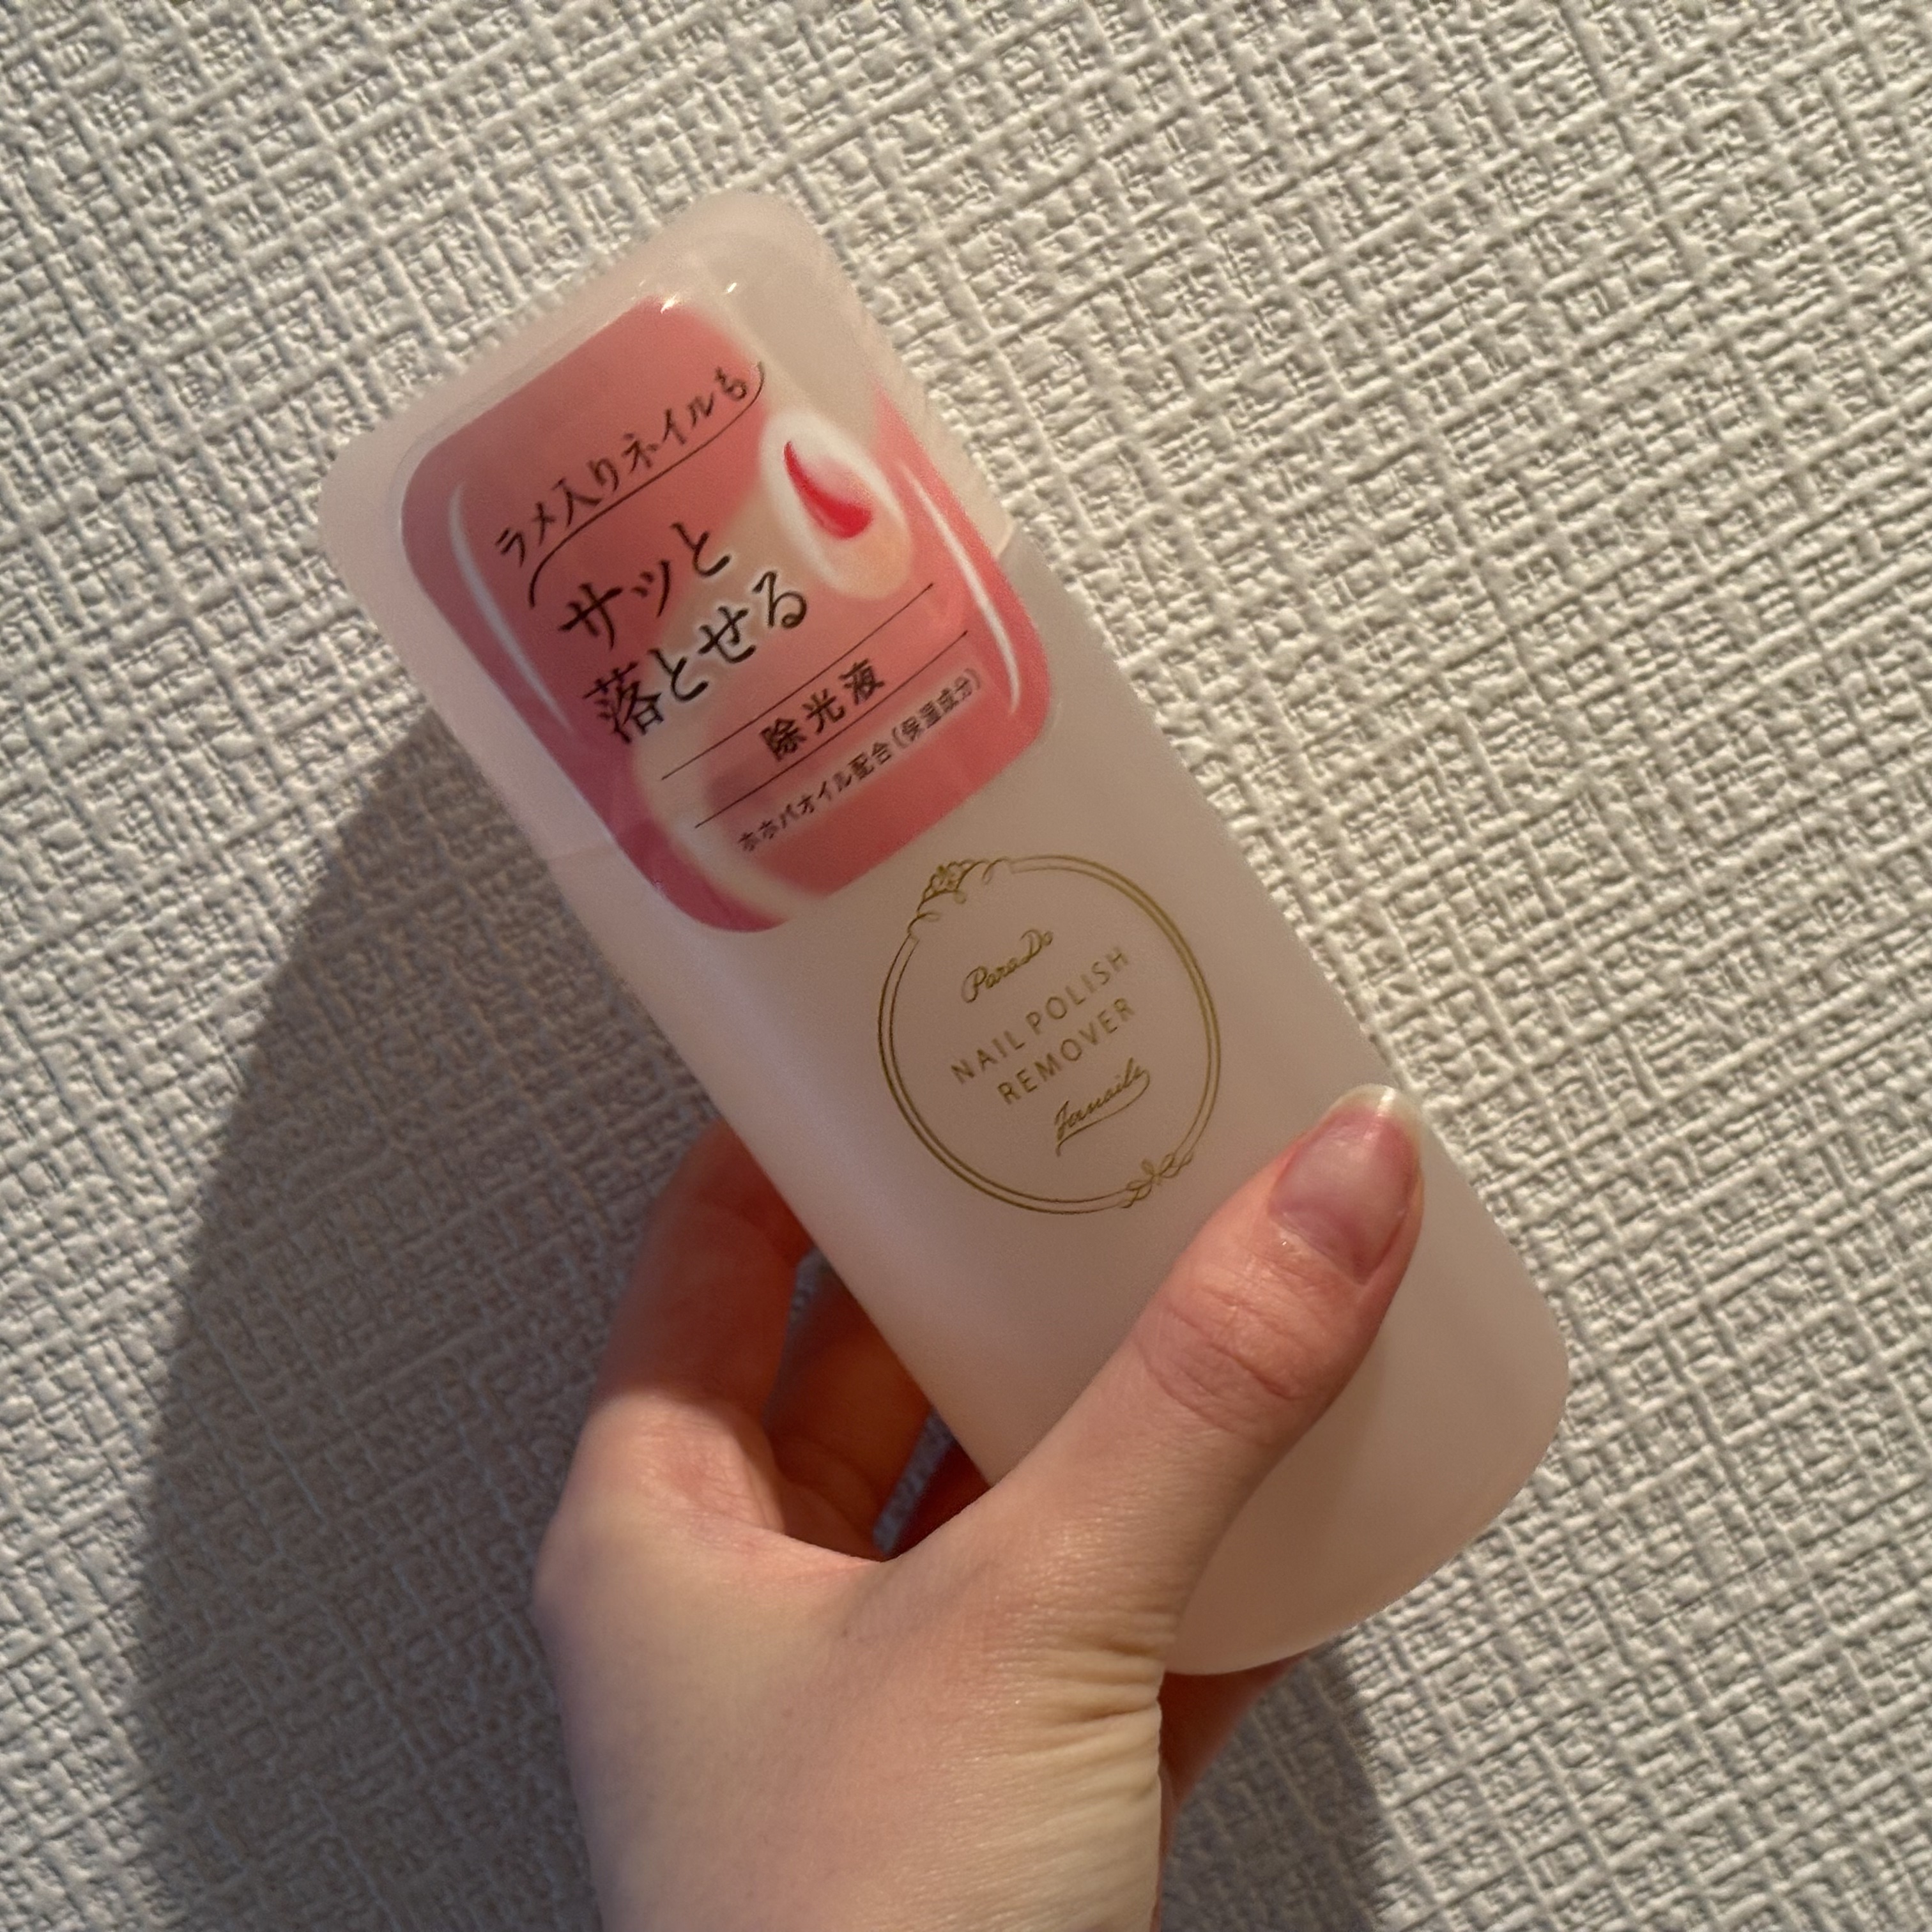 ラメ入りネイルも
サッと
落とせる
除光液
ホホバオイル配合(保湿成分)
ParaDo
NAIL POLISH
REMOVER